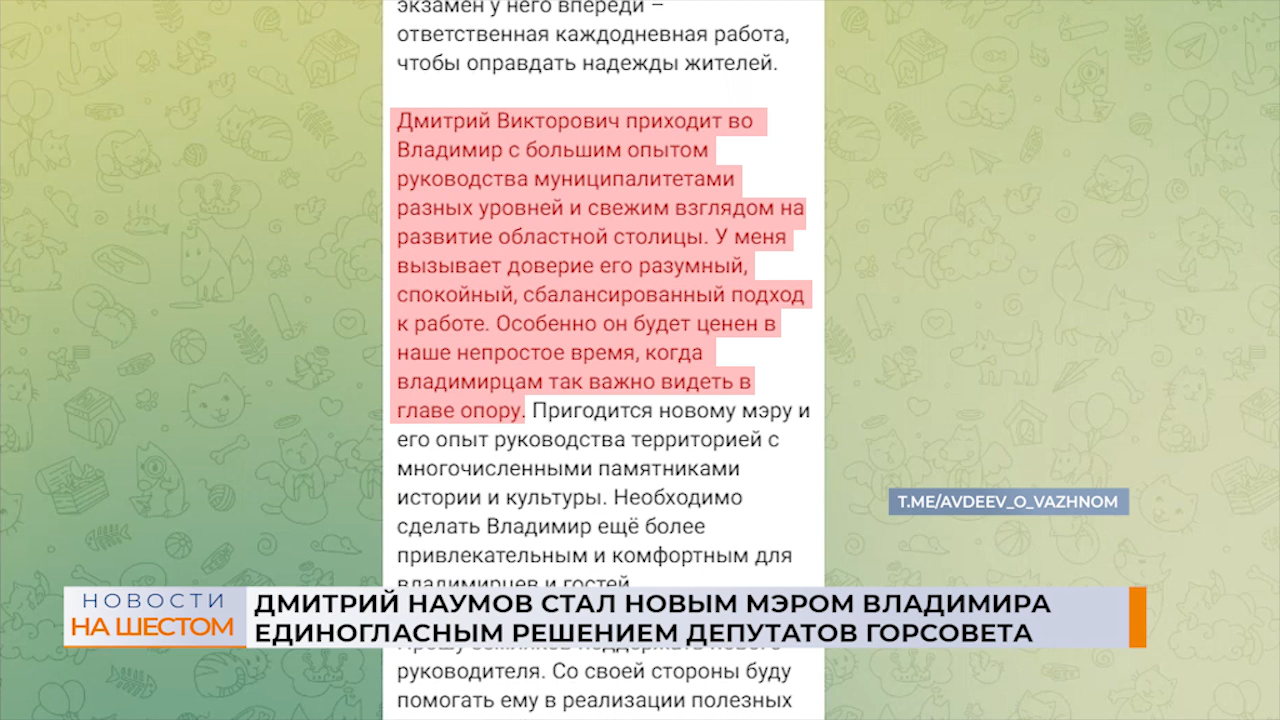 экзамен у него впереди –
ответственная каждодневная работа,
чтобы оправдать надежды жителей.
Дмитрий Викторович приходит во
Владимир с большим опытом
руководства муниципалитетами
разных уровней и свежим взглядом на
развитие областной столицы. У меня
вызывает доверие его разумный,
спокойный, сбалансированный подход
к работе. Особенно он будет ценен в
наше непростое время, когда
владимирцам так важно видеть в
главе опору. Пригодится новому мэру и
его опыт руководства территорией с
многочисленными памятниками
истории и культуры. Необходимо
сделать Владимир ещё более
привлекательным и комфортным для
владимирцев и гостей
T.ME/AVDEEV_O_VAZHNOM
НОВОСТИ
НА ШЕСТОМ
ДМИТРИЙ НАУМОВ СТАЛ НОВЫМ МЭРОМ ВЛАДИМИРА
ЕДИНОГЛАСНЫМ РЕШЕНИЕМ ДЕПУТАТОВ ГОРСОВЕТА
руководителя. Со своей стороны буду
помогать ему в реализации полезных